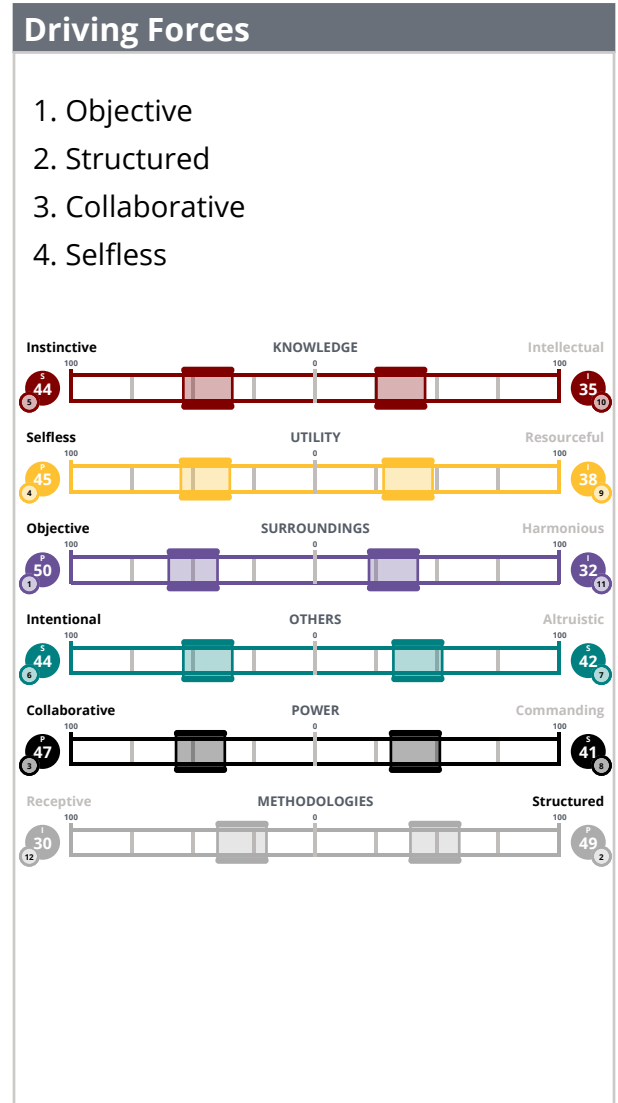 Driving Forces
1. Objective
2. Structured
3. Collaborative
4. Selfless
Instinctive KNOWLEDGE Intellectual
100 0 100
S 44 5 I 35 10
Selfless UTILITY Resourceful
100 0 100
P 45 4 I 38 9
Objective SURROUNDINGS Harmonious
100 0 100
P 50 1 I 32 11
Intentional OTHERS Altruistic
100 0 100
S 44 6 S 42 7
Collaborative POWER Commanding
100 0 100
P 47 3 S 41 8
Receptive METHODOLOGIES Structured
100 0 100
I 30 12 P 49 2